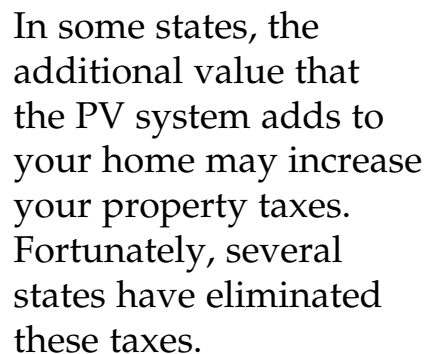 In some states, the
additional value that
the PV system adds to
your home may increase
your property taxes.
Fortunately, several
states have eliminated
these taxes.